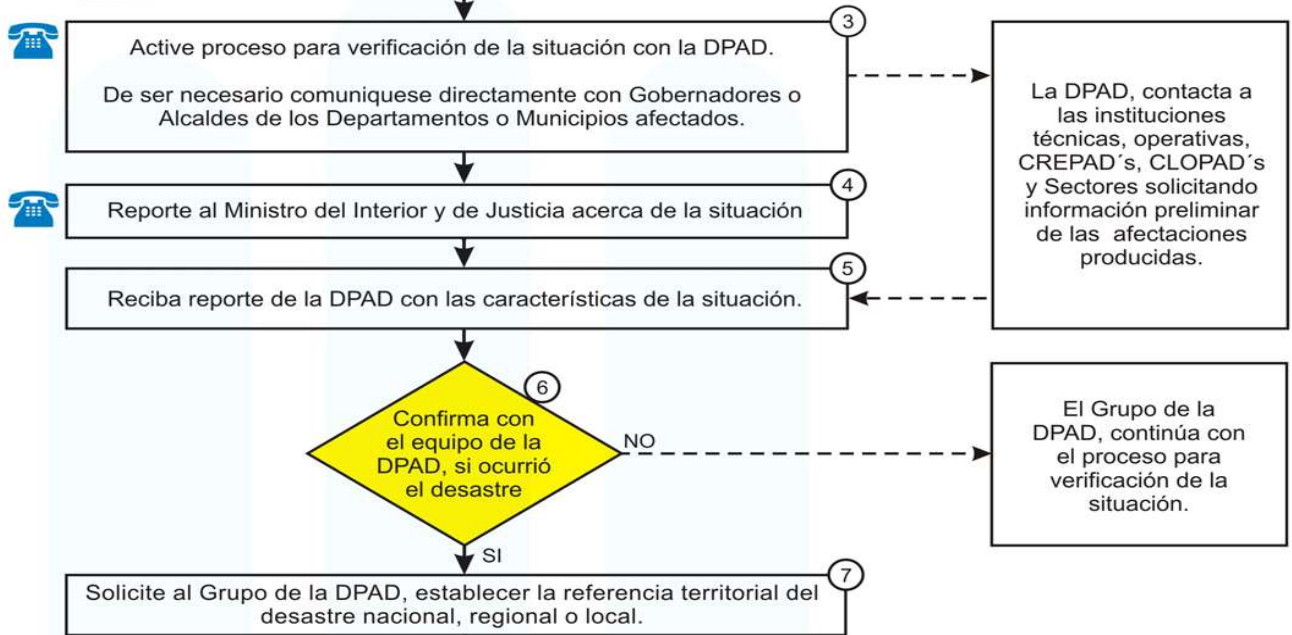 3
Active proceso para verificación de la situación con la DPAD.
De ser necesario comuniquese directamente con Gobernadores o
Alcaldes de los Departamentos o Municipios afectados.
La DPAD, contacta a
las instituciones
técnicas, operativas,
CREPAD´s, CLOPAD´s
y Sectores solicitando
información preliminar
de las afectaciones
producidas.
4
Reporte al Ministro del Interior y de Justicia acerca de la situación
5
Reciba reporte de la DPAD con las características de la situación.
6
Confirma con
el equipo de la
DPAD, si ocurrió
el desastre
NO
El Grupo de la
DPAD, continúa con
el proceso para
verificación de la
situación.
SI
7
Solicite al Grupo de la DPAD, establecer la referencia territorial del
desastre nacional, regional o local.